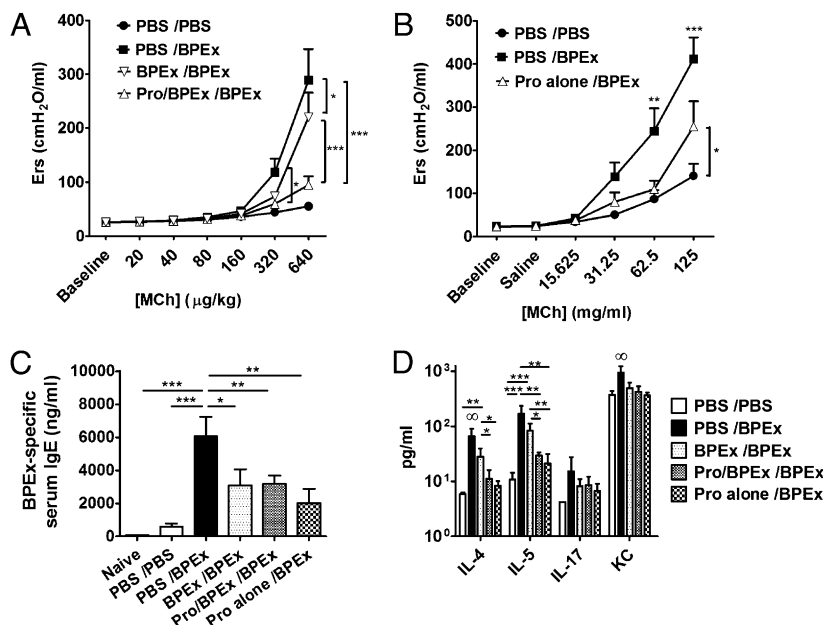 A
400
300
200
100
0
Ers (cmH2O/ml)
PBS /PBS
PBS /BPEx
BPEx /BPEx
Pro/BPEx /BPEx
*
***
***
*
Baseline
20
40
80
160
320
640
[MCh] (μg/kg)
B
500
400
300
200
100
0
Ers (cmH2O/ml)
PBS /PBS
PBS /BPEx
Pro alone /BPEx
**
***
*
Baseline
Saline
15.625
31.25
62.5
125
[MCh] (mg/ml)
C
10000
8000
6000
4000
2000
0
BPEx-specific
serum IgE (ng/ml)
**
***
**
***
*
Naive
PBS /PBS
PBS /BPEx
BPEx /BPEx
Pro/BPEx /BPEx
Pro alone /BPEx
D
10³
10²
10¹
10⁰
pg/ml
**
∞
*
*
**
***
***
**
**
*
∞
IL-4
IL-5
IL-17
KC
PBS /PBS
PBS /BPEx
BPEx /BPEx
Pro/BPEx /BPEx
Pro alone /BPEx